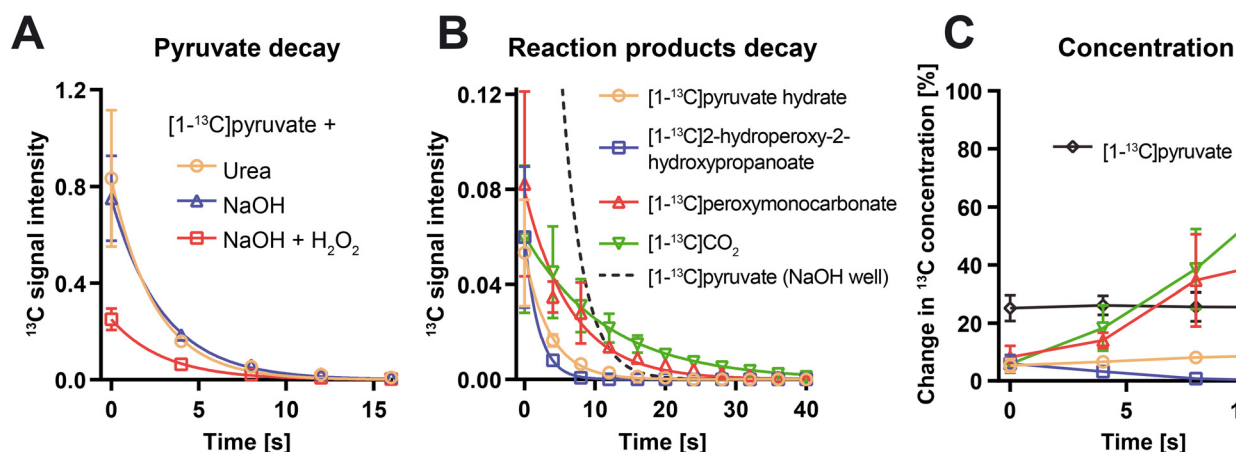 A
Pyruvate decay
¹³C signal intensity
1.2
0.8
0.4
0.0
[1-¹³C]pyruvate +
Urea
NaOH
NaOH + H₂O₂
0
5
10
15
Time [s]
B
Reaction products decay
¹³C signal intensity
0.12
0.08
0.04
0.00
[1-¹³C]pyruvate hydrate
[1-¹³C]2-hydroperoxy-2-
hydroxypropanoate
[1-¹³C]peroxymonocarbonate
[1-¹³C]CO₂
[1-¹³C]pyruvate (NaOH well)
0
10
20
30
40
Time [s]
C
Concentration
Change in ¹³C concentration [%]
100
80
60
40
20
0
[1-¹³C]pyruvate
0
5
1
Time [s]